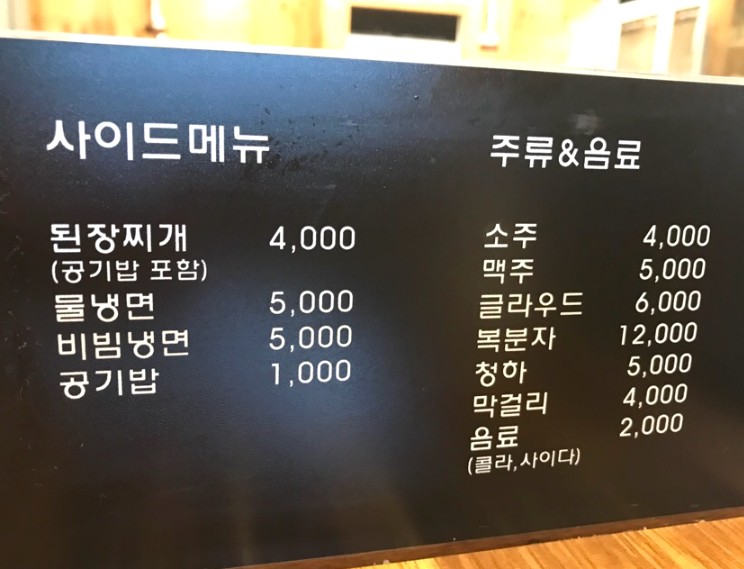 사이드메뉴
된장찌개 4,000
(공기밥 포함)
물냉면 5,000
비빔냉면 5,000
공기밥 1,000
주류&음료
소주 4,000
맥주 5,000
클라우드 6,000
복분자 12,000
청하 5,000
막걸리 4,000
음료 2,000
(콜라,사이다)